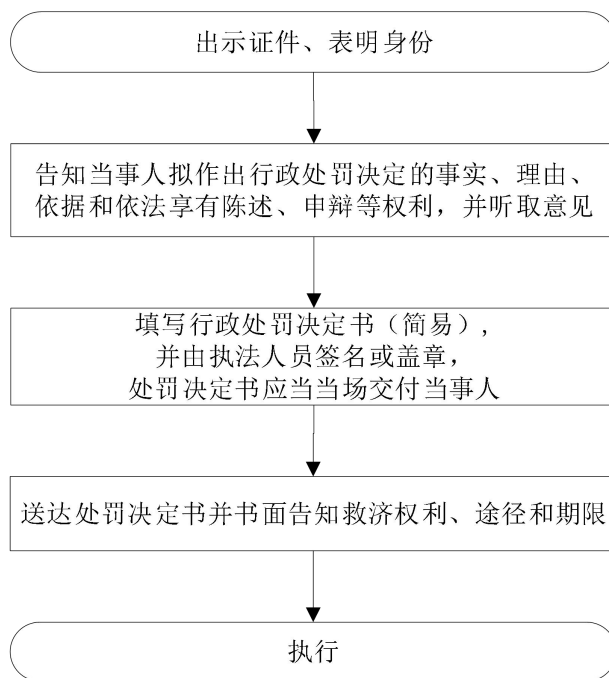 出示证件、表明身份
告知当事人拟作出行政处罚决定的事实、理由、
依据和依法享有陈述、申辩等权利，并听取意见
填写行政处罚决定书（简易），
并由执法人员签名或盖章，
处罚决定书应当当场交付当事人
送达处罚决定书并书面告知救济权利、途径和期限
执行